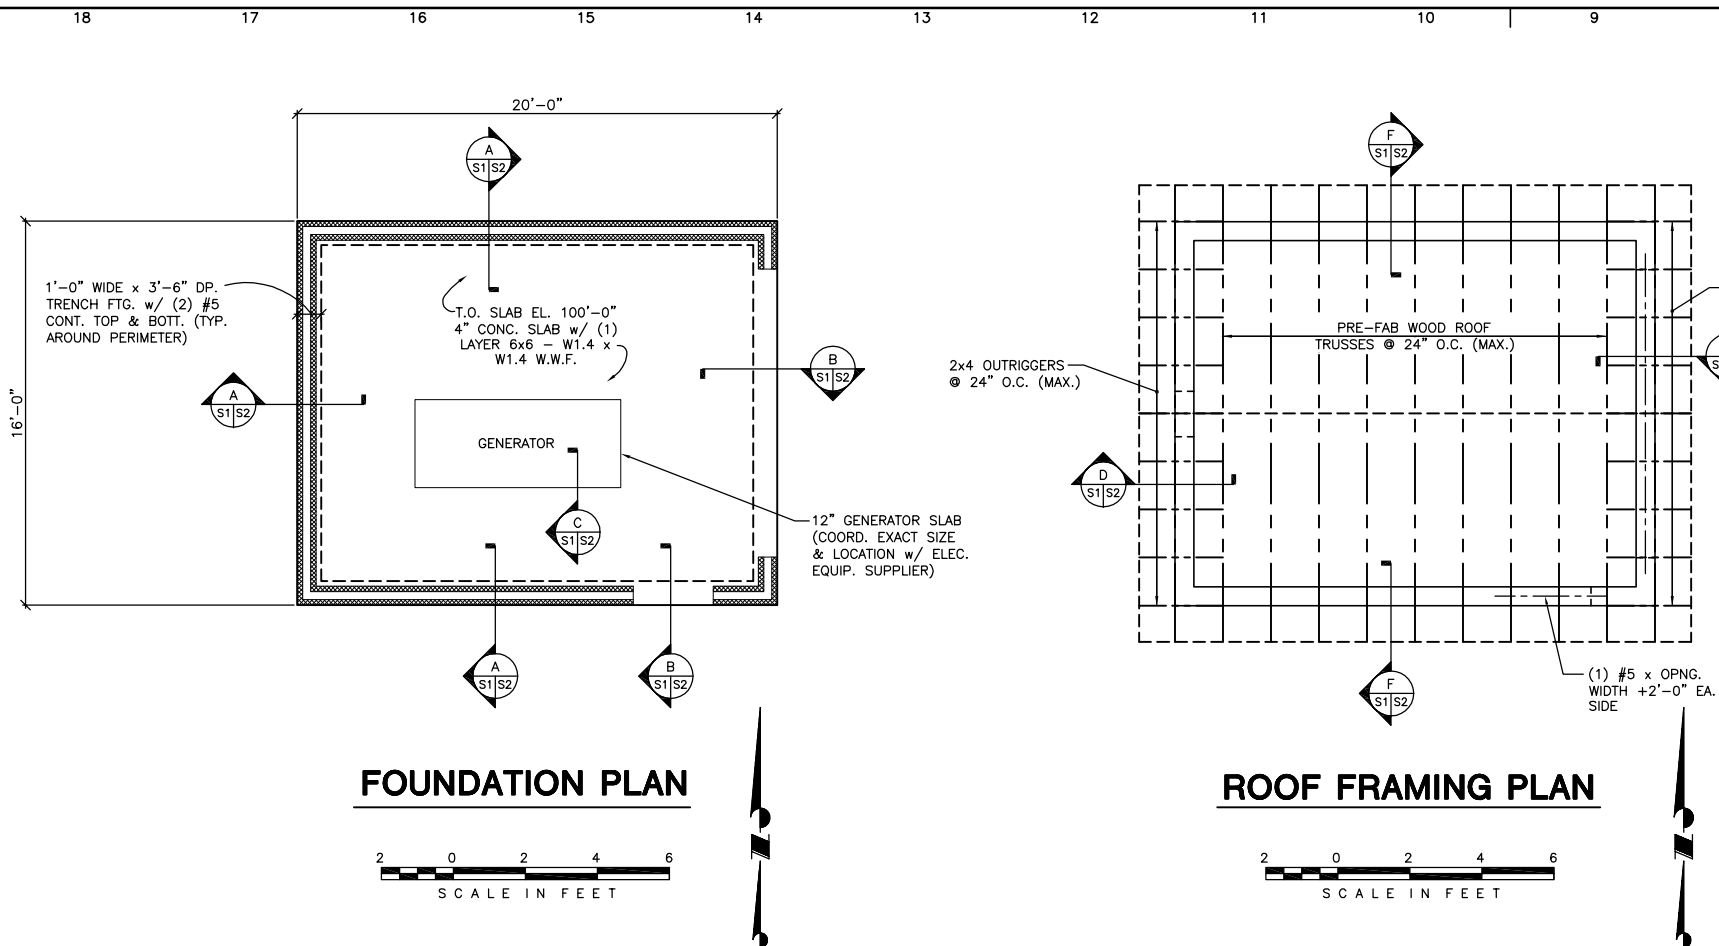 18 17 16 15 14 13 12 11 10 9
20'-0"
A
S1 S2
16'-0"
1'-0" WIDE x 3'-6" DP.
TRENCH FTG. w/ (2) #5
CONT. TOP & BOTT. (TYP.
AROUND PERIMETER)
T.O. SLAB EL. 100'-0"
4" CONC. SLAB w/ (1)
LAYER 6x6 – W1.4 x
W1.4 W.W.F.
A
S1 S2
B
S1 S2
GENERATOR
C
S1 S2
12" GENERATOR SLAB
(COORD. EXACT SIZE
& LOCATION w/ ELEC.
EQUIP. SUPPLIER)
A
S1 S2
B
S1 S2
FOUNDATION PLAN
2 0 2 4 6
SCALE IN FEET
N
F
S1 S2
PRE-FAB WOOD ROOF
TRUSSES @ 24" O.C. (MAX.)
2x4 OUTRIGGERS
@ 24" O.C. (MAX.)
D
S1 S2
F
S1 S2
(1) #5 x OPNG.
WIDTH +2'-0" EA.
SIDE
ROOF FRAMING PLAN
2 0 2 4 6
SCALE IN FEET
N